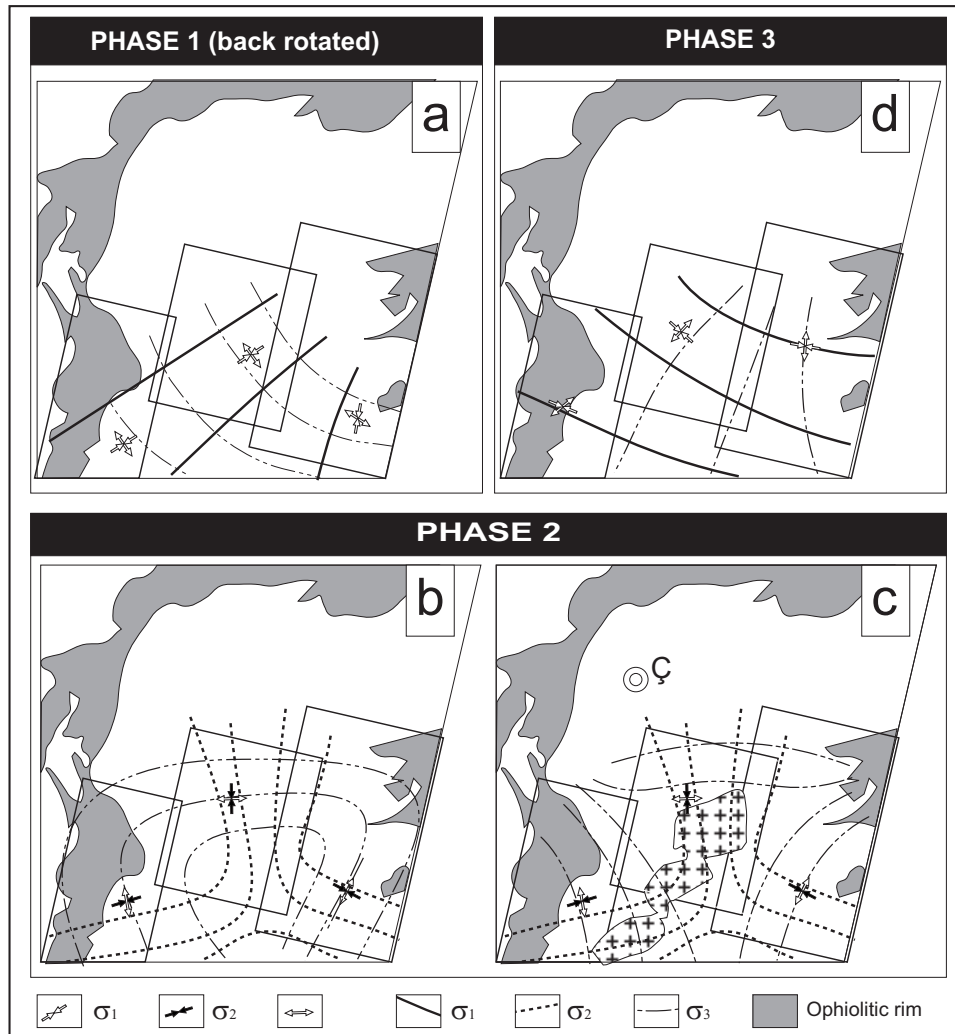 PHASE 1 (back rotated)
PHASE 3
a
d
PHASE 2
b
c
Ç
σ1
σ2
σ1
σ2
σ3
Ophiolitic rim